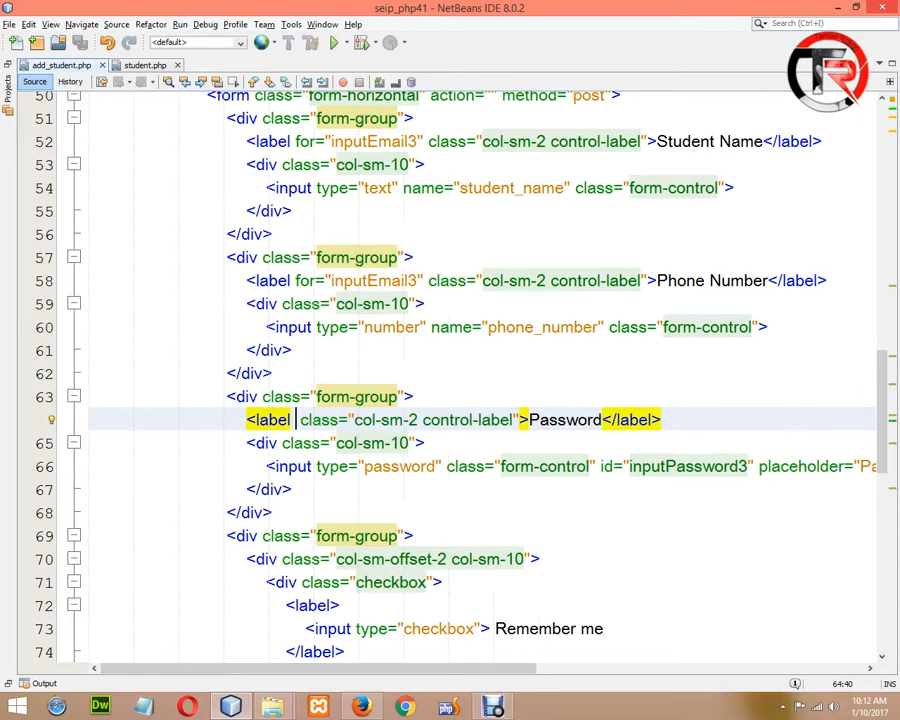 seip_php41 - NetBeans IDE 8.0.2
File Edit View Navigate Source Refactor Run Debug Profile Team Tools Window Help
Search (Ctrl+I)
<default>
add_student.php
student.php
Source History
Projects
50 <form class="form-horizontal" action="" method="post">
51 <div class="form-group">
52 <label for="inputEmail3" class="col-sm-2 control-label">Student Name</label>
53 <div class="col-sm-10">
54 <input type="text" name="student_name" class="form-control">
55 </div>
56 </div>
57 <div class="form-group">
58 <label for="inputEmail3" class="col-sm-2 control-label">Phone Number</label>
59 <div class="col-sm-10">
60 <input type="number" name="phone_number" class="form-control">
61 </div>
62 </div>
63 <div class="form-group">
<label class="col-sm-2 control-label">Password</label>
65 <div class="col-sm-10">
66 <input type="password" class="form-control" id="inputPassword3" placeholder="Pa
67 </div>
68 </div>
69 <div class="form-group">
70 <div class="col-sm-offset-2 col-sm-10">
71 <div class="checkbox">
72 <label>
73 <input type="checkbox"> Remember me
74 </label>
Output
64:40 INS
Dw
10:12 AM
1/10/2017